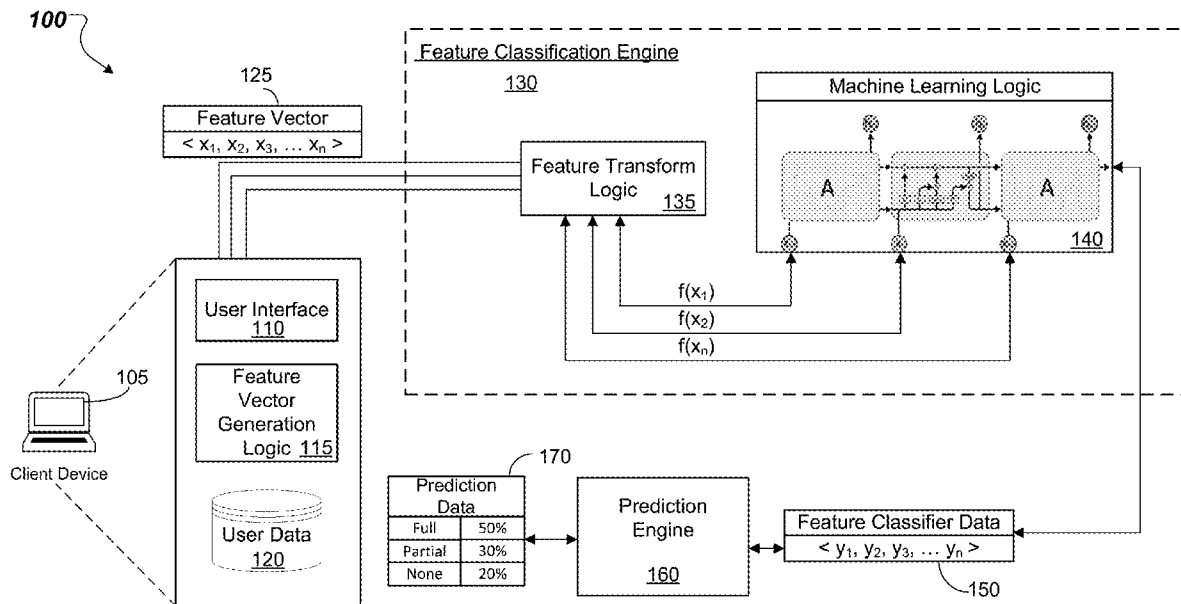 100
125
Feature Vector
< x1, x2, x3, ... xn >
Feature Classification Engine
130
Machine Learning Logic
A
A
140
Feature Transform
Logic
135
f(x1)
f(x2)
f(xn)
User Interface
110
Feature
Vector
Generation
Logic 115
User Data
120
105
Client Device
170
Prediction
Data
Full 50%
Partial 30%
None 20%
Prediction
Engine
160
Feature Classifier Data
< y1, y2, y3, ... yn >
150